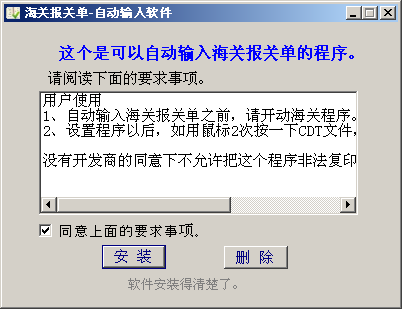 海关报关单-自动输入软件
这个是可以自动输入海关报关单的程序。
请阅读下面的要求事项。
用户使用
1、自动输入海关报关单之前，请开动海关程序。
2、设置程序以后，如用鼠标2次按一下CDT文件，
没有开发商的同意下不允许把这个程序非法复印
同意上面的要求事项。
安 装
删 除
软件安装得清楚了。